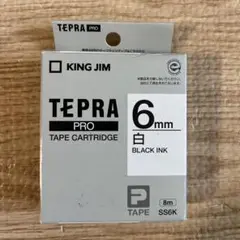 TEPRA PRO
KING JIM
TEPRA
PRO
TAPE CARTRIDGE
6mm
白
BLACK INK
P
TAPE
8m
SS6K